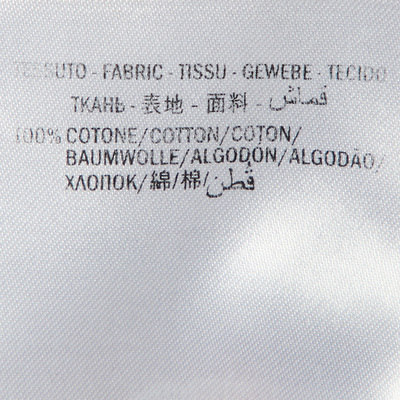 TESSUTO - FABRIC - TISSU - GEWEBE - TECIDO
ТКАНЬ - 表地 - 面料 - قماش
100% COTONE/COTTON/COTON/
BAUMWOLLE/ALGODÓN/ALGODÃO/
ХЛОПОК/綿/棉/قطن